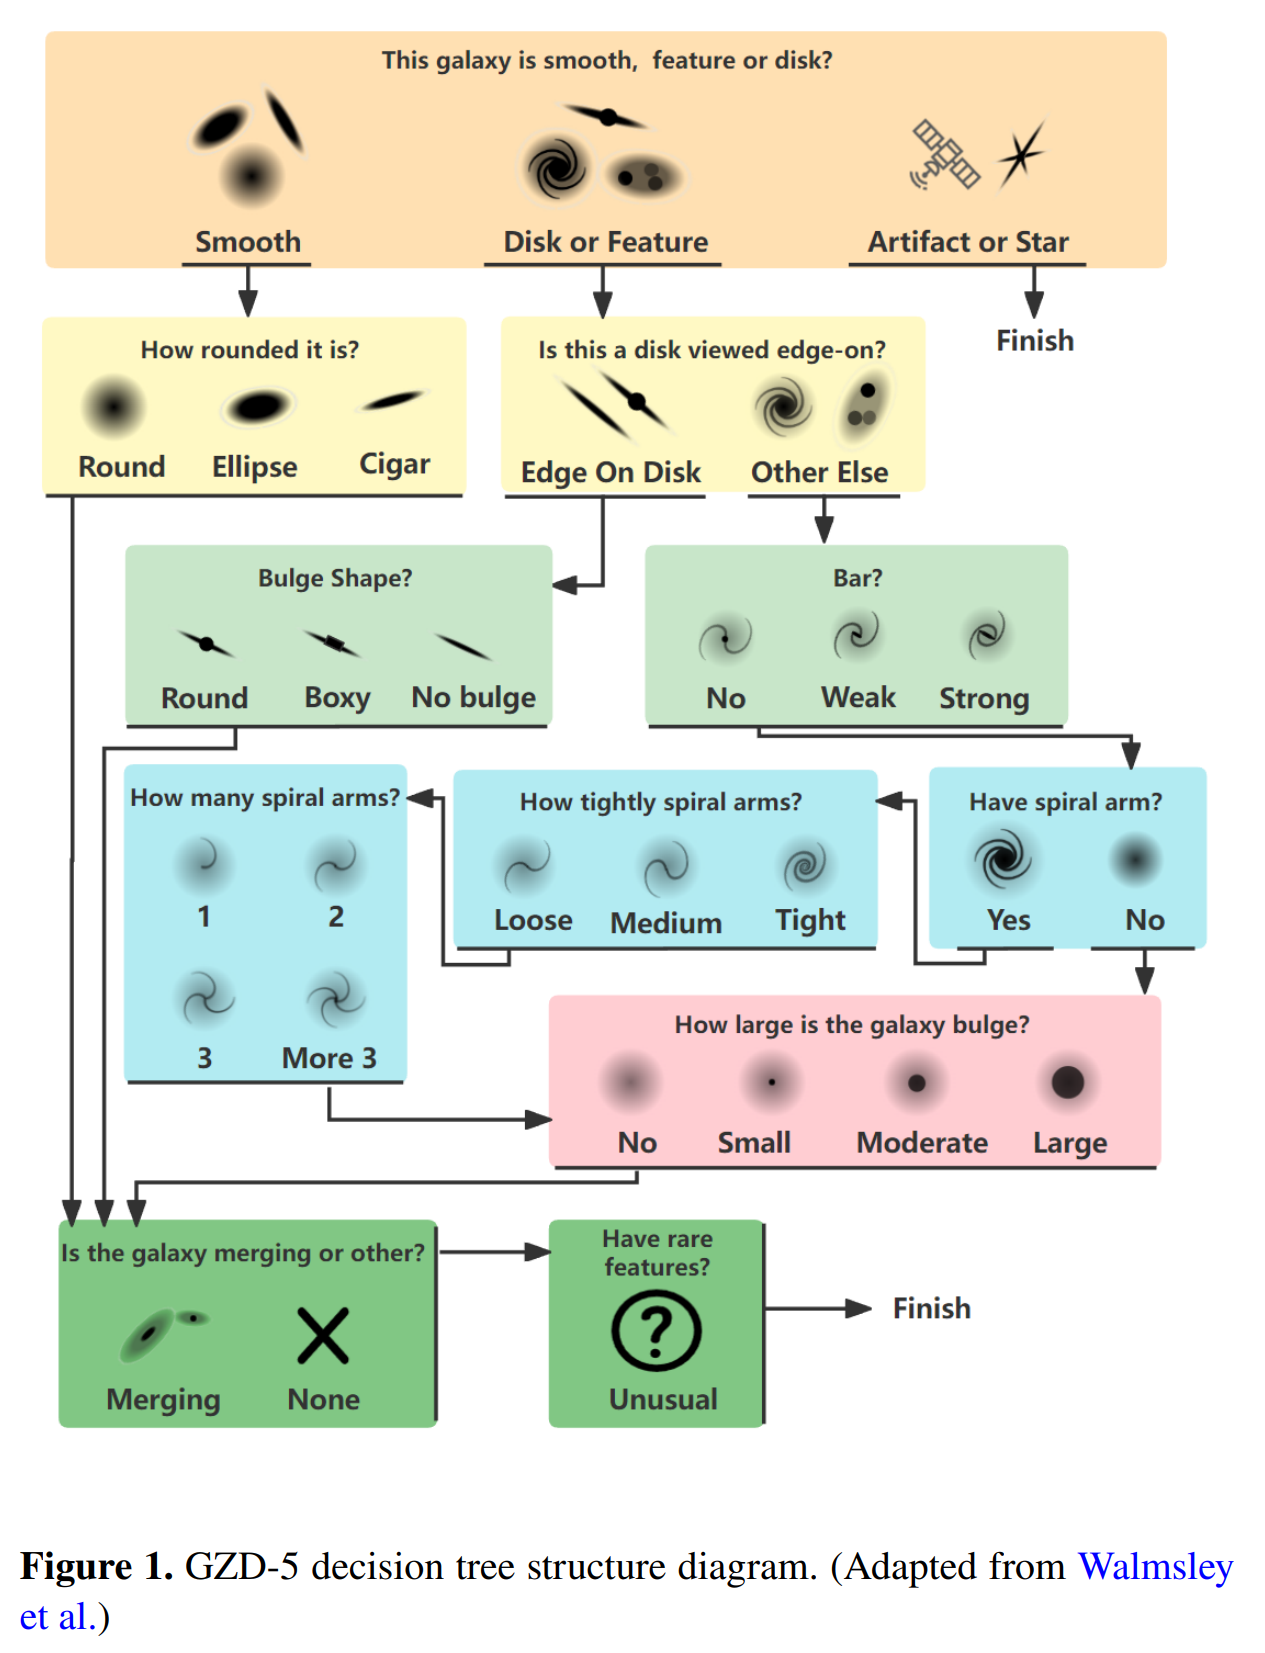 This galaxy is smooth, feature or disk?
Smooth
Disk or Feature
Artifact or Star
Finish
How rounded it is?
Round
Ellipse
Cigar
Is this a disk viewed edge-on?
Edge On Disk
Other Else
Bulge Shape?
Round
Boxy
No bulge
Bar?
No
Weak
Strong
How many spiral arms?
1
2
3
More 3
How tightly spiral arms?
Loose
Medium
Tight
Have spiral arm?
Yes
No
How large is the galaxy bulge?
No
Small
Moderate
Large
Is the galaxy merging or other?
Merging
None
Have rare
features?
?
Unusual
Finish
Figure 1. GZD-5 decision tree structure diagram. (Adapted from Walmsley
et al.)